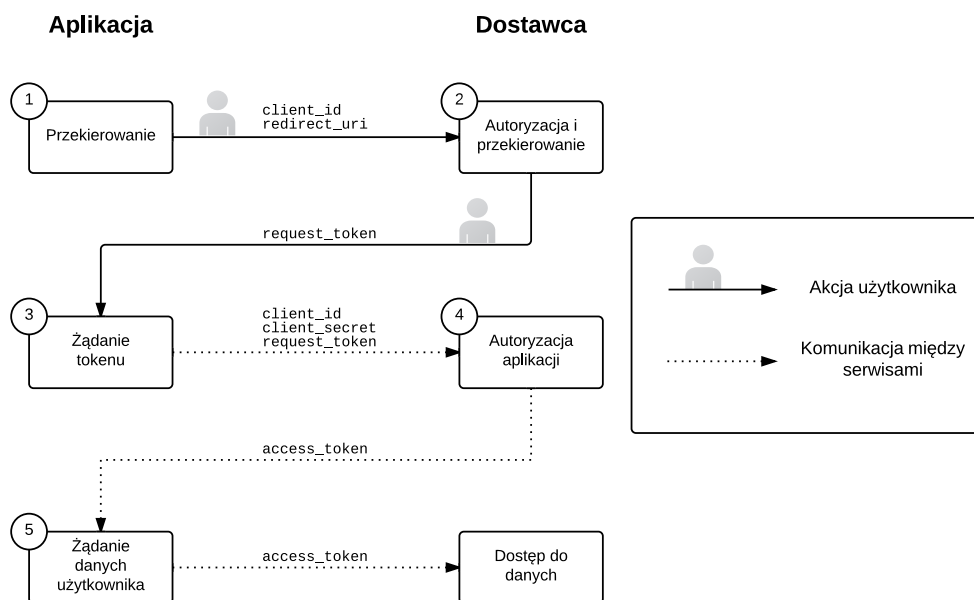 Aplikacja
Dostawca
1
Przekierowanie
client_id
redirect_uri
2
Autoryzacja i
przekierowanie
request_token
3
Żądanie
tokenu
client_id
client_secret
request_token
4
Autoryzacja
aplikacji
access_token
5
Żądanie
danych
użytkownika
access_token
Dostęp do
danych
Akcja użytkownika
Komunikacja między
serwisami